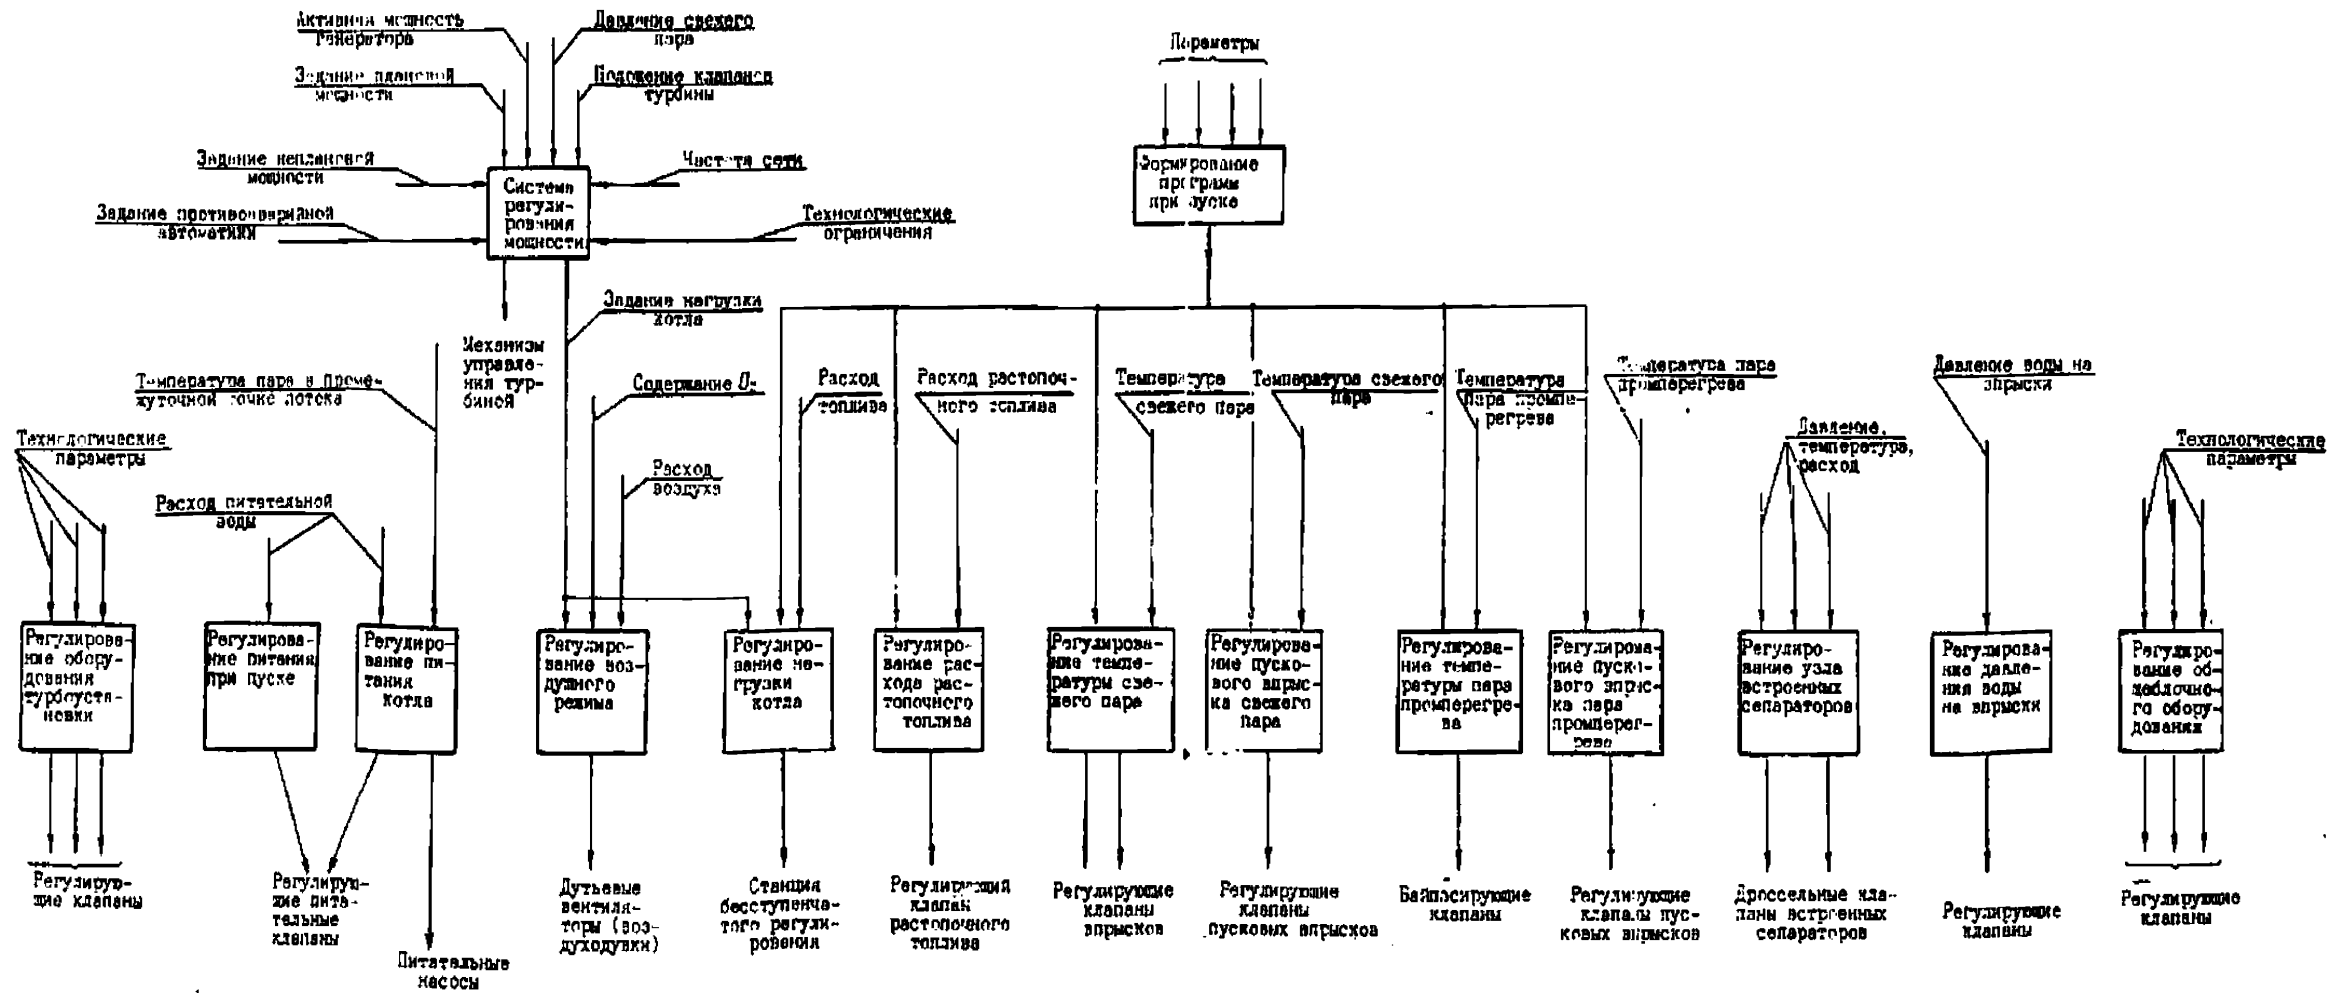 Активная мощность
генератора
Давление свежего
пара
Задание плановой
мощности
Положение клапанов
турбины
Задание неплановой
мощности
Частота сети
Задание противоаварийной
автоматики
Технологические
ограничения
Система
регули-
рования
мощности
Параметры
Формирование
программ
при пуске
Задание нагрузки
котла
Механизм
управле-
ния тур-
биной
Температура пара в проме-
жуточной точке потока
Содержание O₂
Расход
топлива
Расход растопоч-
ного топлива
Температура
свежего пара
Температура свежего
пара
Температура
пара промпе-
регрева
Температура пара
промперегрева
Давление воды на
впрыски
Технологические
параметры
Расход питательной
воды
Расход
воздуха
Давление,
температура,
расход
Технологические
параметры
Регулирова-
ние обору-
дования
турбоуста-
новки
Регулирова-
ние питания
при пуске
Регулиро-
вание пи-
тания
котла
Регулиро-
вание воз-
душного
режима
Регулиро-
вание на-
грузки
котла
Регулиро-
вание рас-
хода рас-
топочного
топлива
Регулирова-
ние темпе-
ратуры све-
жего пара
Регулирова-
ние пуско-
вого впрыс-
ка свежего
пара
Регулирова-
ние темпе-
ратуры пара
промперегре-
ва
Регулирова-
ние пуско-
вого впрыс-
ка пара
промперег-
рева
Регулиро-
вание узла
встроенных
сепараторов
Регулирова-
ние давле-
ния воды
на впрыски
Регулиро-
вание об-
щеблочно-
го обору-
дования
Регулирую-
щие клапаны
Регулирую-
щие пита-
тельные
клапаны
Питательные
насосы
Дутьевые
вентиля-
торы (воз-
духодувки)
Станция
бесступенча-
того регули-
рования
Регулирующий
клапан
растопочного
топлива
Регулирующие
клапаны
впрысков
Регулирующие
клапаны
пусковых впрысков
Байпасирующие
клапаны
Регулирующие
клапаны пус-
ковых впрысков
Дроссельные кла-
паны встроенных
сепараторов
Регулирующие
клапаны
Регулирующие
клапаны